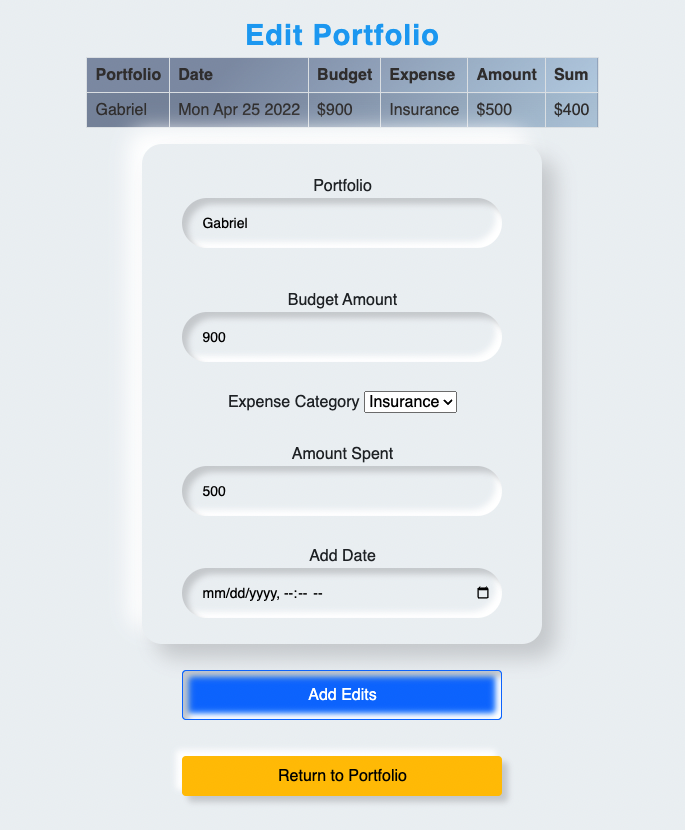 Edit Portfolio
Portfolio Date Budget Expense Amount Sum
Gabriel Mon Apr 25 2022 $900 Insurance $500 $400
Portfolio
Gabriel
Budget Amount
900
Expense Category Insurance
Amount Spent
500
Add Date
mm/dd/yyyy, --:-- --
Add Edits
Return to Portfolio